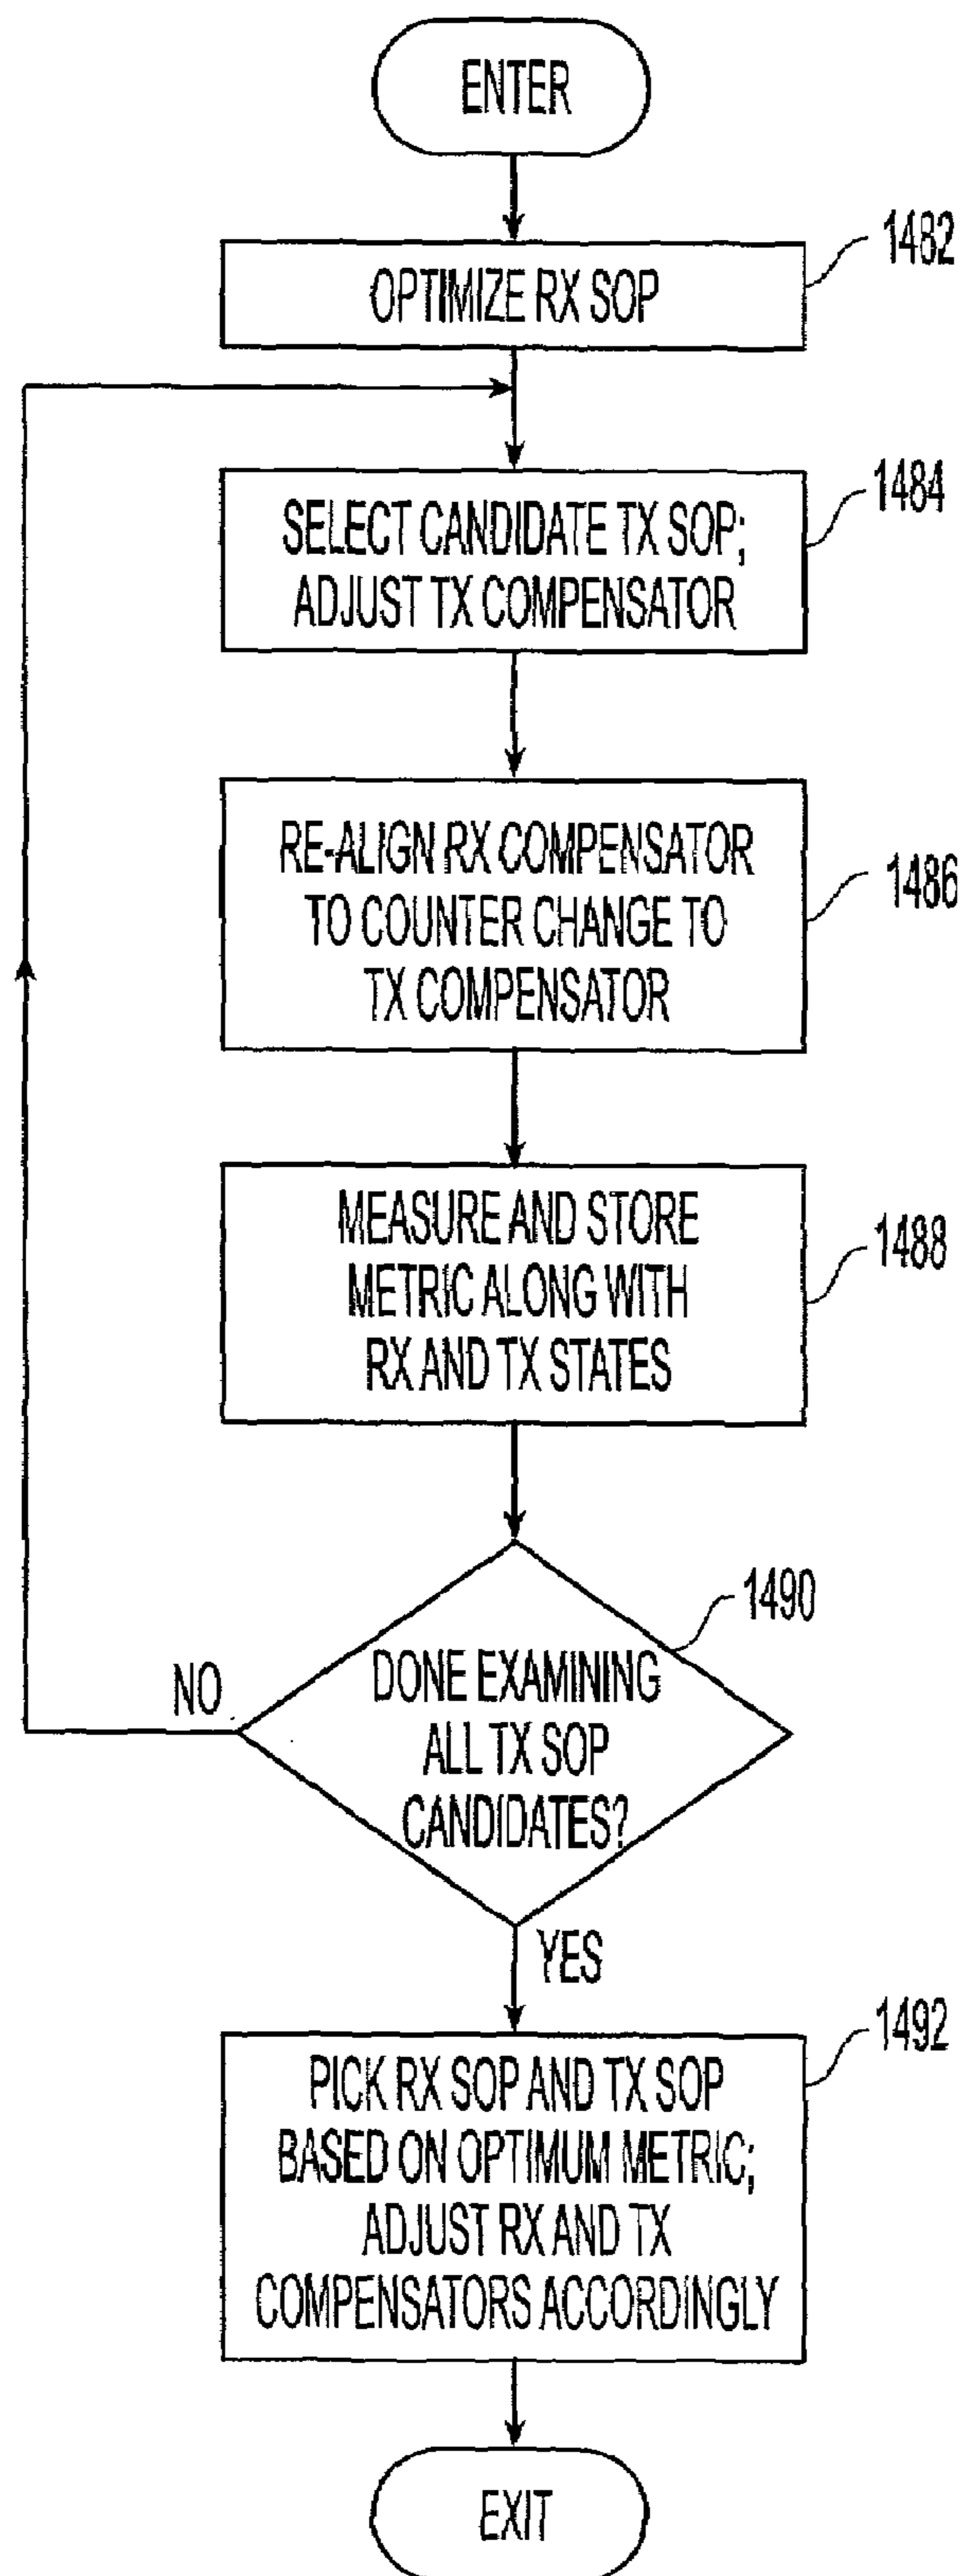 ENTER
1482
OPTIMIZE RX SOP
1484
SELECT CANDIDATE TX SOP;
ADJUST TX COMPENSATOR
RE-ALIGN RX COMPENSATOR
TO COUNTER CHANGE TO
TX COMPENSATOR
1486
MEASURE AND STORE
METRIC ALONG WITH
RX AND TX STATES
1488
1490
NO
DONE EXAMINING
ALL TX SOP
CANDIDATES?
YES
1492
PICK RX SOP AND TX SOP
BASED ON OPTIMUM METRIC;
ADJUST RX AND TX
COMPENSATORS ACCORDINGLY
EXIT